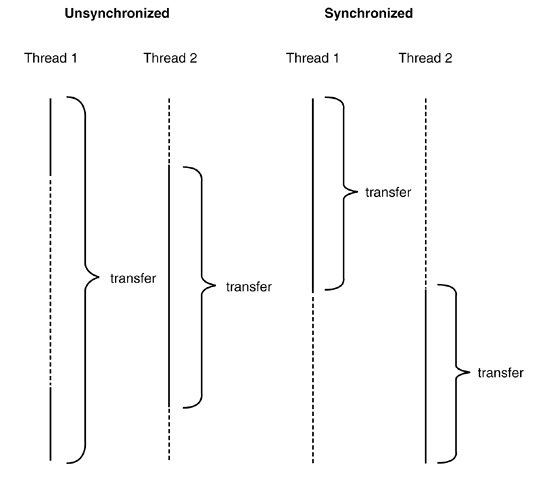 Unsynchronized
Synchronized
Thread 1
Thread 2
Thread 1
Thread 2
transfer
transfer
transfer
transfer